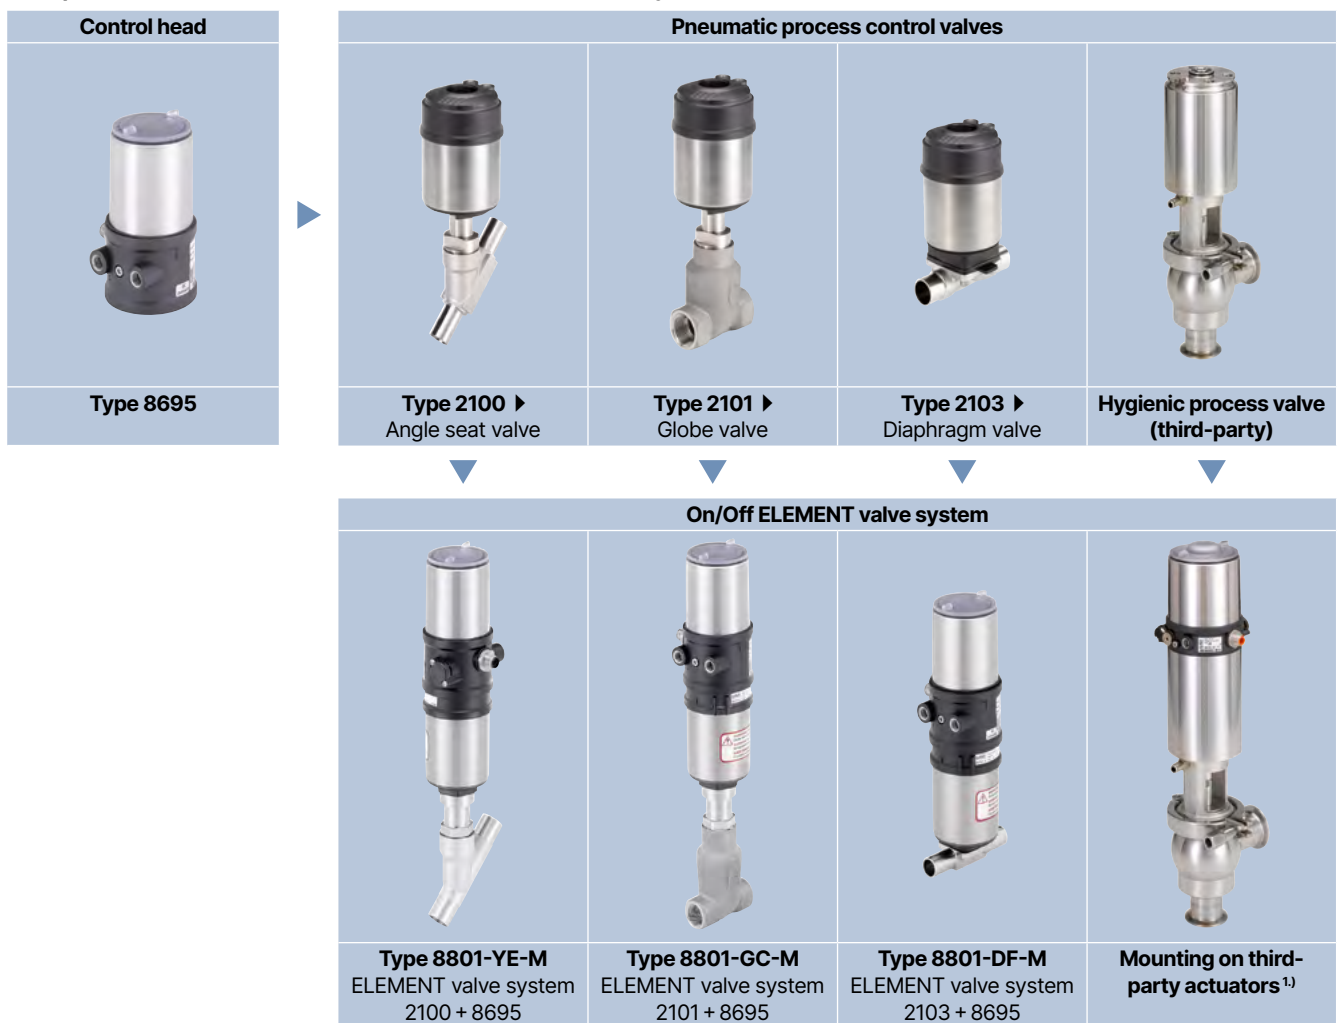 Control head
Pneumatic process control valves
Type 8695
Type 2100
Angle seat valve
Type 2101
Globe valve
Type 2103
Diaphragm valve
Hygienic process valve
(third-party)
On/Off ELEMENT valve system
Type 8801-YE-M
ELEMENT valve system
2100 + 8695
Type 8801-GC-M
ELEMENT valve system
2101 + 8695
Type 8801-DF-M
ELEMENT valve system
2103 + 8695
Mounting on third-
party actuators 1.)